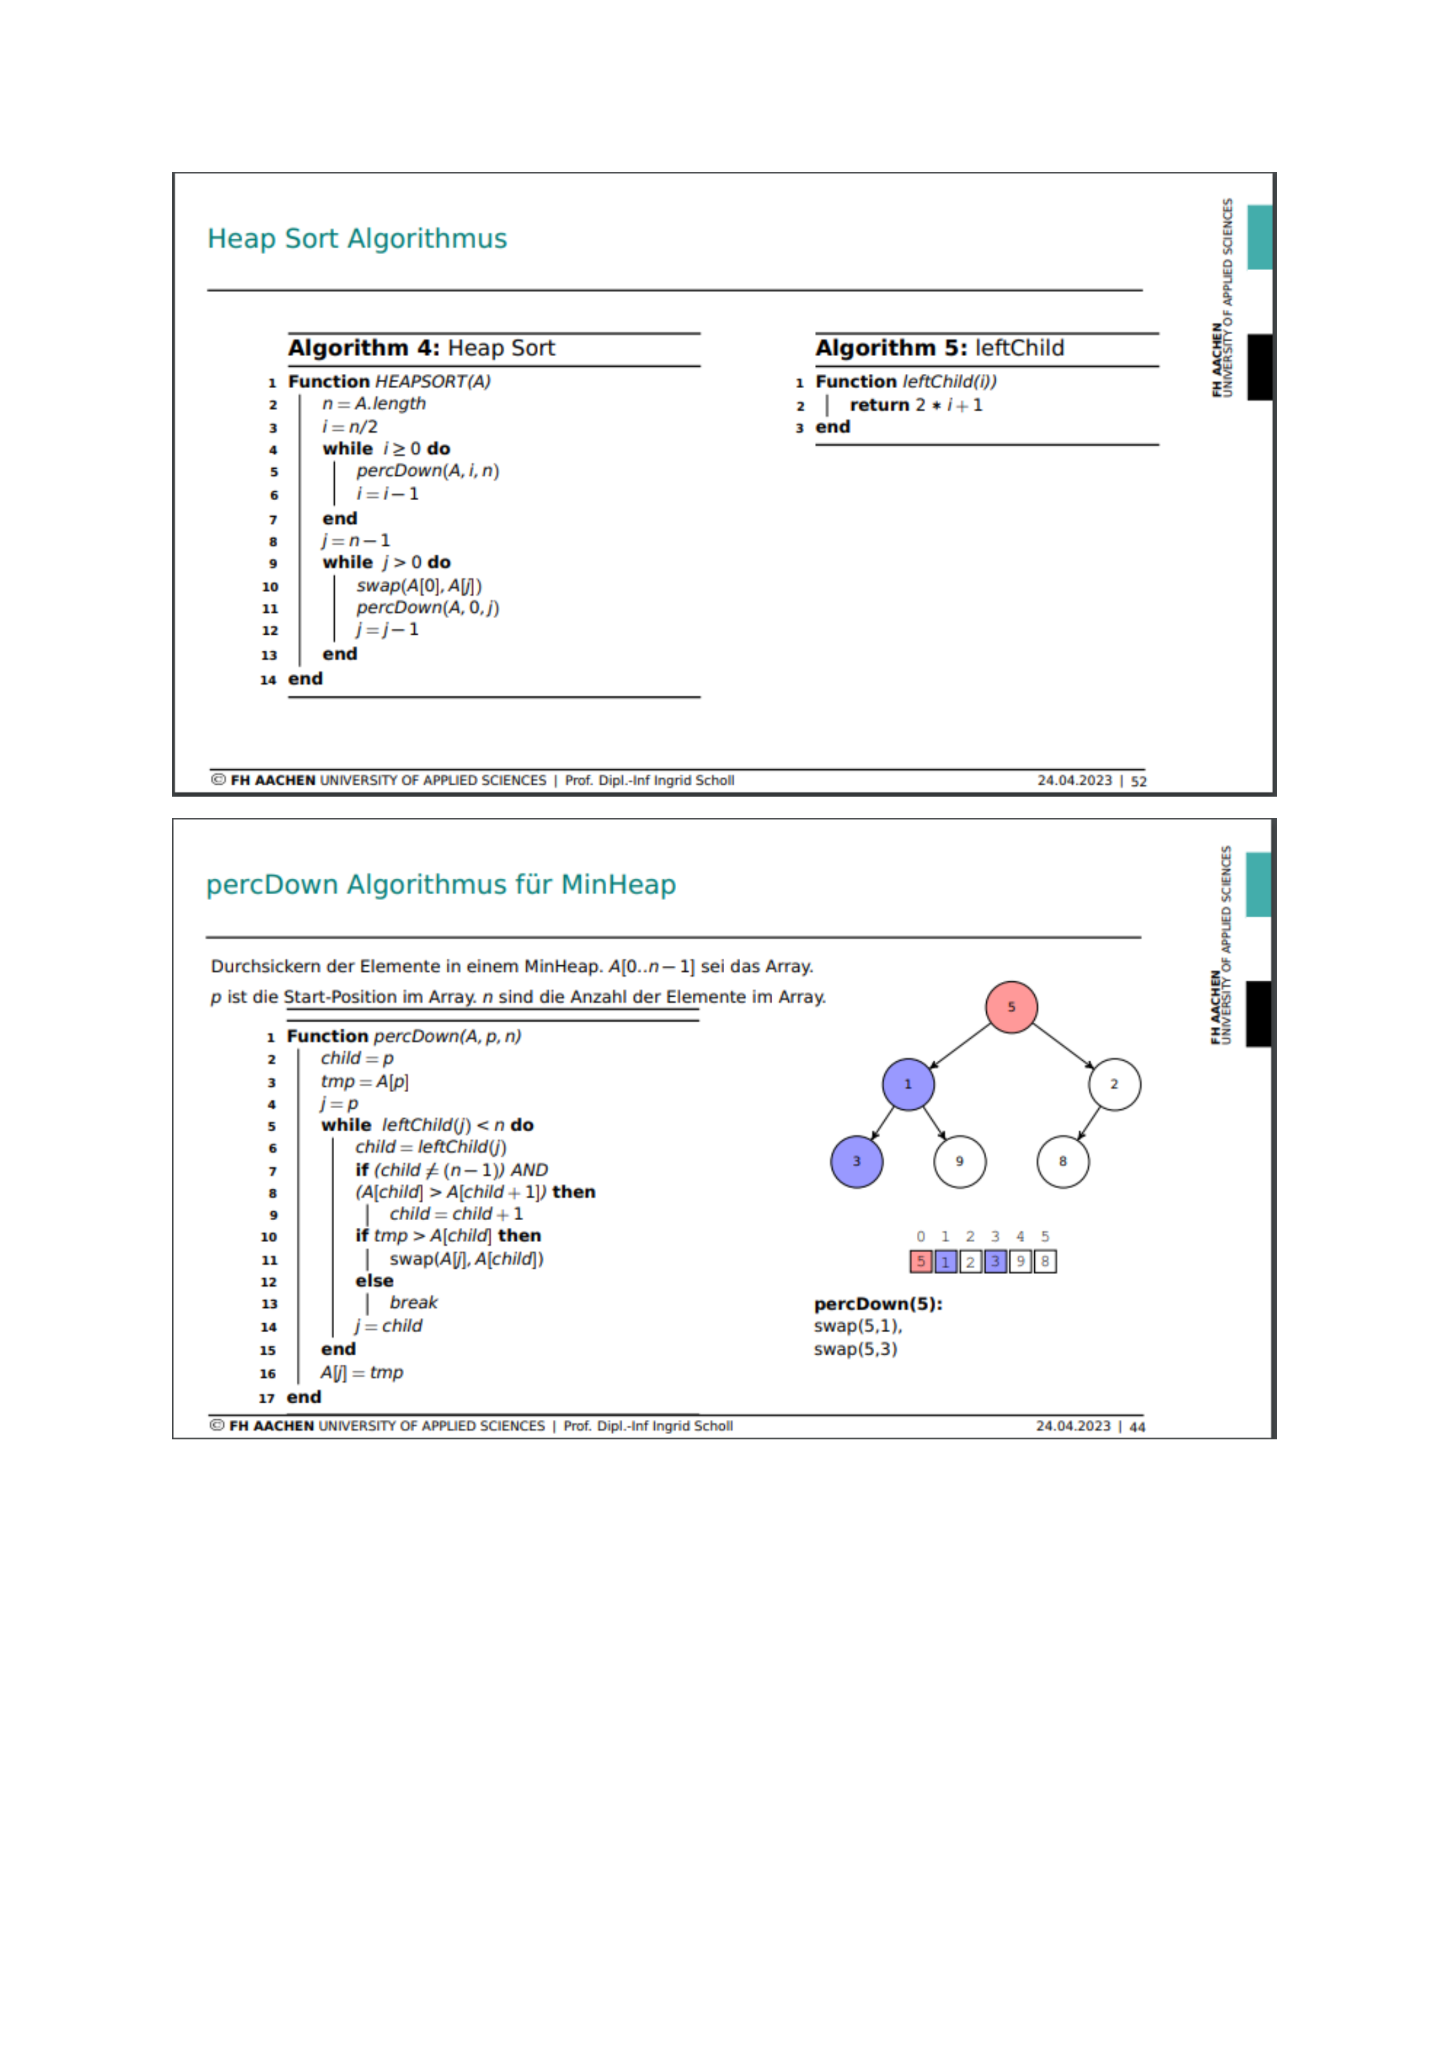 Heap Sort Algorithmus
FH AACHEN
UNIVERSITY OF APPLIED SCIENCES
Algorithm 4: Heap Sort
1 Function HEAPSORT(A)
2 n = A.length
3 i = n/2
4 while i ≥ 0 do
5 percDown(A, i, n)
6 i = i − 1
7 end
8 j = n − 1
9 while j > 0 do
10 swap(A[0], A[j])
11 percDown(A, 0, j)
12 j = j − 1
13 end
14 end
Algorithm 5: leftChild
1 Function leftChild(i))
2 return 2 ∗ i + 1
3 end
© FH AACHEN UNIVERSITY OF APPLIED SCIENCES | Prof. Dipl.-Inf Ingrid Scholl 24.04.2023 | 52
percDown Algorithmus für MinHeap
FH AACHEN
UNIVERSITY OF APPLIED SCIENCES
Durchsickern der Elemente in einem MinHeap. A[0..n − 1] sei das Array.
p ist die Start-Position im Array. n sind die Anzahl der Elemente im Array.
1 Function percDown(A, p, n)
2 child = p
3 tmp = A[p]
4 j = p
5 while leftChild(j) < n do
6 child = leftChild(j)
7 if (child ≠ (n − 1)) AND
8 (A[child] > A[child + 1]) then
9 child = child + 1
10 if tmp > A[child] then
11 swap(A[j], A[child])
12 else
13 break
14 j = child
15 end
16 A[j] = tmp
17 end
5
1 2
3 9 8
0 1 2 3 4 5
5 1 2 3 9 8
percDown(5):
swap(5,1),
swap(5,3)
© FH AACHEN UNIVERSITY OF APPLIED SCIENCES | Prof. Dipl.-Inf Ingrid Scholl 24.04.2023 | 44